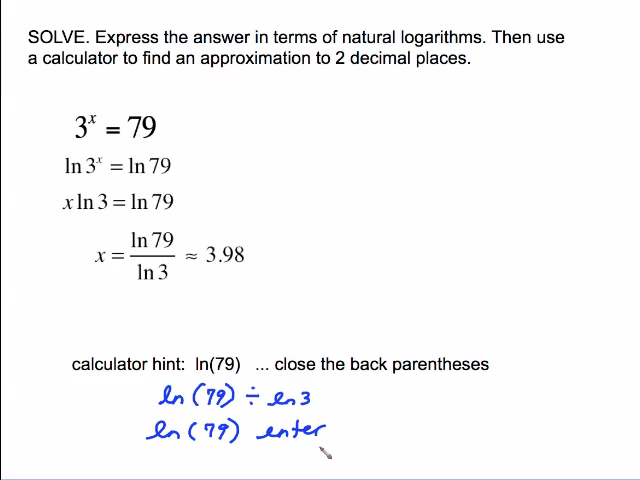 SOLVE. Express the answer in terms of natural logarithms. Then use
a calculator to find an approximation to 2 decimal places.
3ˣ = 79
ln 3ˣ = ln 79
x ln 3 = ln 79
x = ln 79 / ln 3 ≈ 3.98
calculator hint: ln(79) ... close the back parentheses
ln (79) ÷ ln 3
ln (79) enter